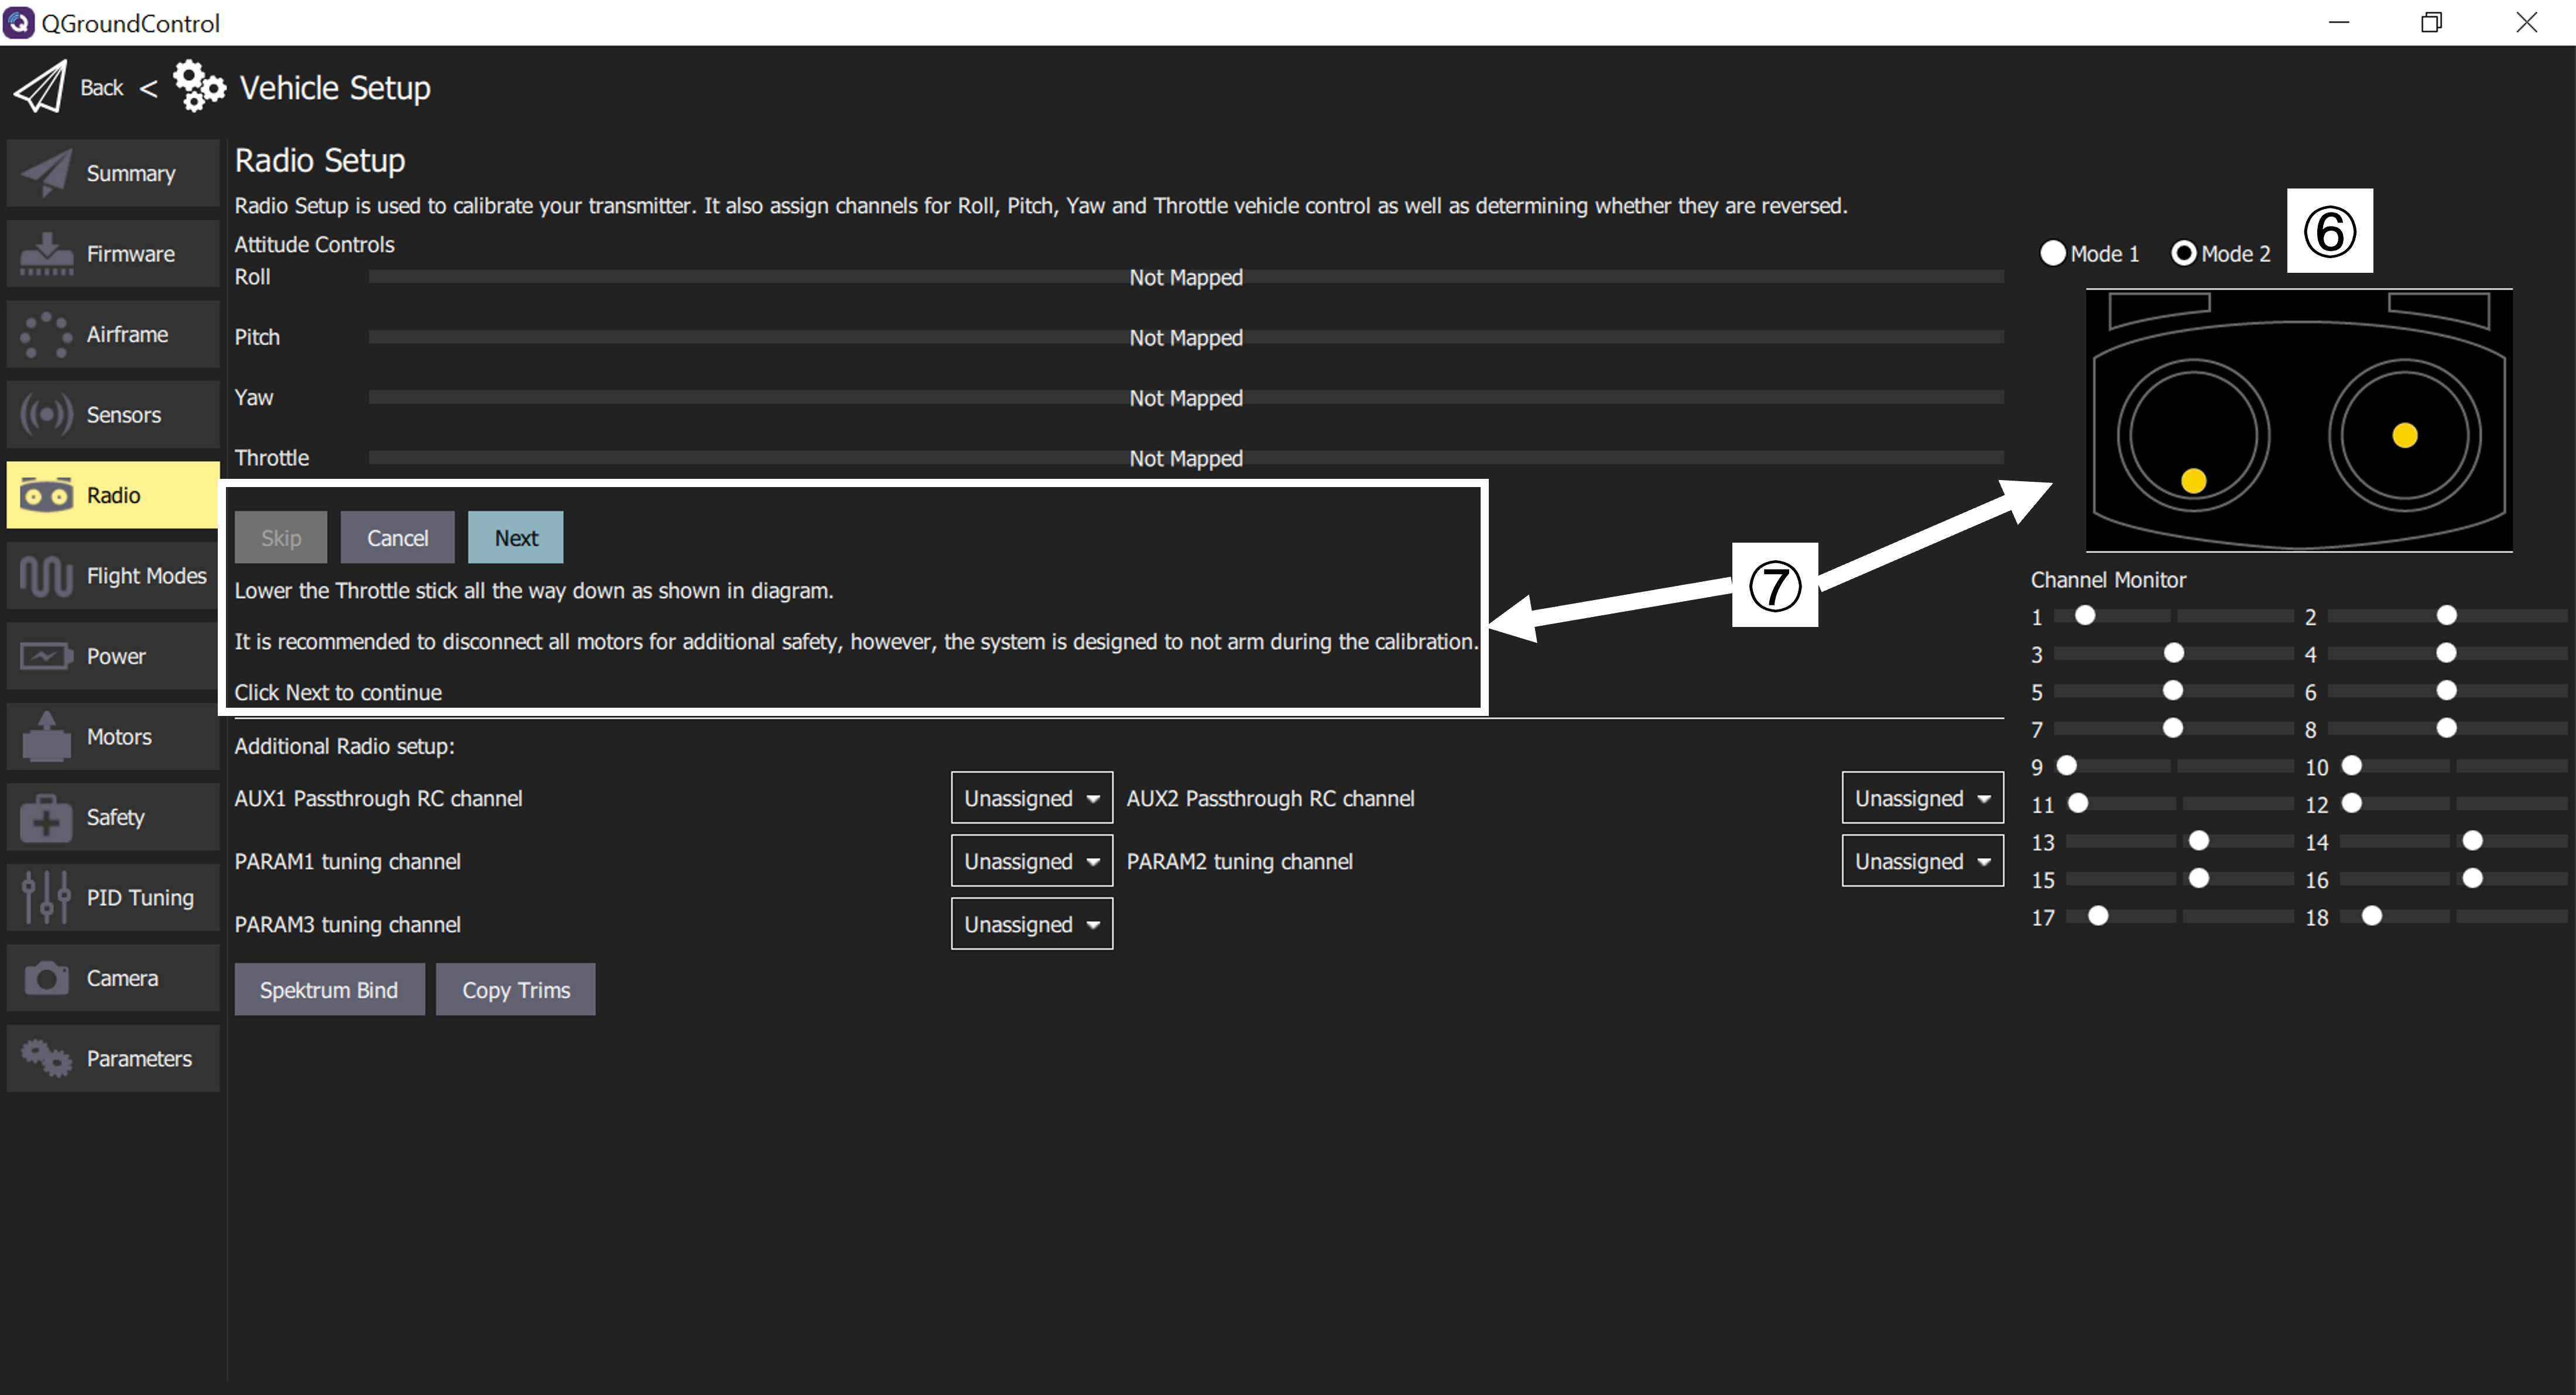 QGroundControl
Back < Vehicle Setup
Summary
Firmware
Airframe
Sensors
Radio
Flight Modes
Power
Motors
Safety
PID Tuning
Camera
Parameters
Radio Setup
Radio Setup is used to calibrate your transmitter. It also assign channels for Roll, Pitch, Yaw and Throttle vehicle control as well as determining whether they are reversed.
Attitude Controls
Roll Not Mapped
Pitch Not Mapped
Yaw Not Mapped
Throttle Not Mapped
Skip Cancel Next
Lower the Throttle stick all the way down as shown in diagram.
It is recommended to disconnect all motors for additional safety, however, the system is designed to not arm during the calibration.
Click Next to continue
⑦
Additional Radio setup:
AUX1 Passthrough RC channel Unassigned AUX2 Passthrough RC channel Unassigned
PARAM1 tuning channel Unassigned PARAM2 tuning channel Unassigned
PARAM3 tuning channel Unassigned
Spektrum Bind Copy Trims
Mode 1 Mode 2 ⑥
Channel Monitor
1 2
3 4
5 6
7 8
9 10
11 12
13 14
15 16
17 18